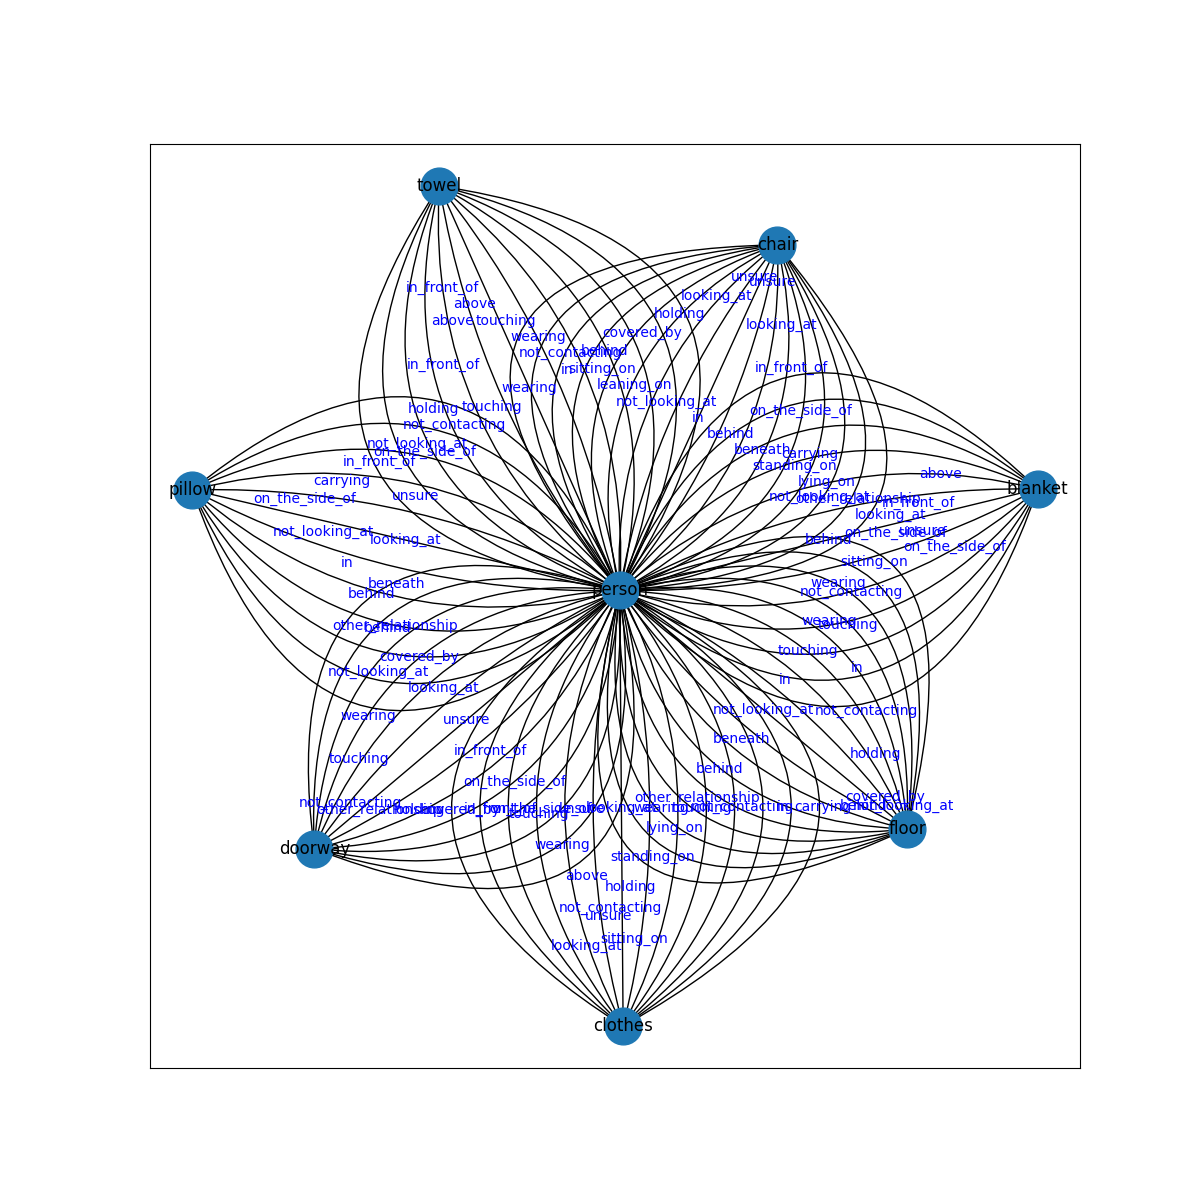 towel
chair
unsure
unsure
in_front_of
looking_at
above
holding
above
touching
looking_at
covered_by
wearing
behind
not_contacting
in_front_of
in
sitting_on
in_front_of
leaning_on
wearing
not_looking_at
holding
touching
on_the_side_of
in
not_contacting
behind
not_looking_at
on_the_side_of
beneath
carrying
in_front_of
standing_on
above
carrying
lying_on
pillow
blanket
on_the_side_of
unsure
not_looking_at
other_relationship
in_front_of
looking_at
not_looking_at
on_the_side_of
unsure
looking_at
behind
on_the_side_of
in
sitting_on
beneath
wearing
behind
person
not_contacting
other_relationship
behind
wearing
touching
covered_by
touching
not_looking_at
in
looking_at
in
wearing
unsure
not_looking_at
not_contacting
in_front_of
beneath
holding
touching
behind
on_the_side_of
not_contacting
other_relationship
covered_by
other_relationship
holding
covered_by
in_front_of
on_the_side_of
unsure
looking_at
wearing
touching
not_contacting
in
carrying
behind
not_looking_at
touching
lying_on
floor
doorway
wearing
standing_on
above
holding
not_contacting
unsure
looking_at
sitting_on
clothes